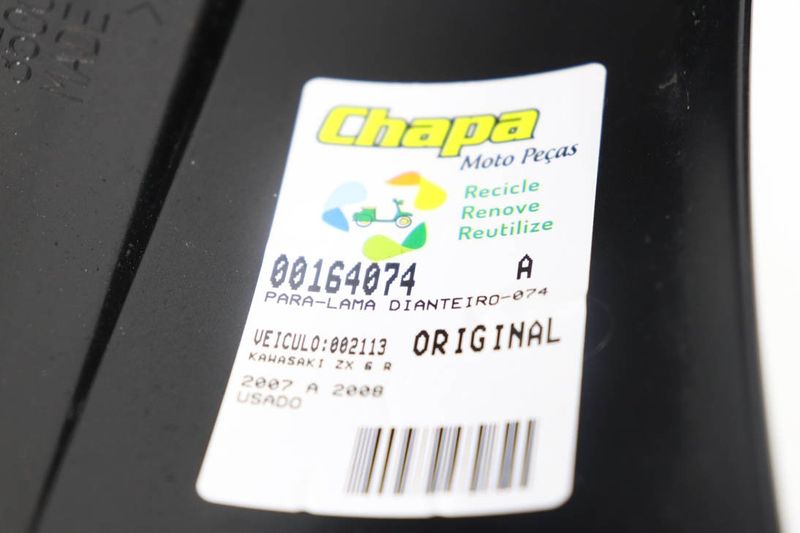 MADE
Chapa
Moto Peças
Recicle
Renove
Reutilize
00164074 A
PARA-LAMA DIANTEIRO-074
VEICULO:002113 ORIGINAL
KAWASAKI ZX 6 R
2007 A 2008
USADO